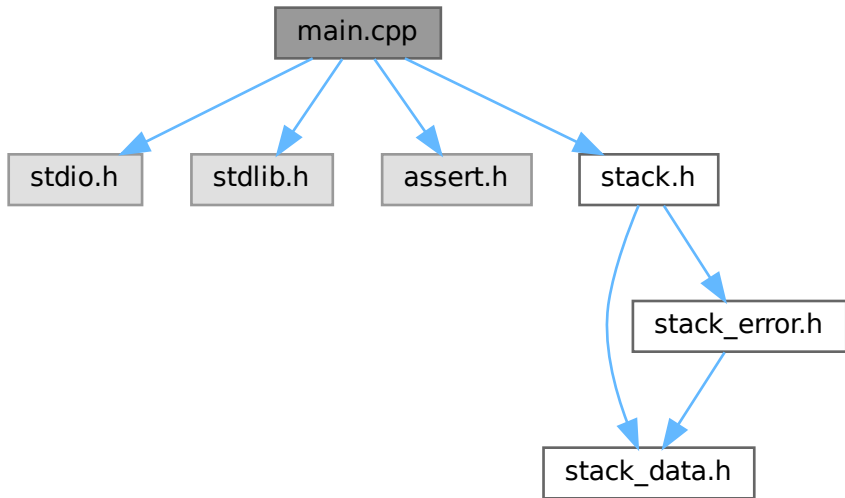 main.cpp
stdio.h
stdlib.h
assert.h
stack.h
stack_error.h
stack_data.h